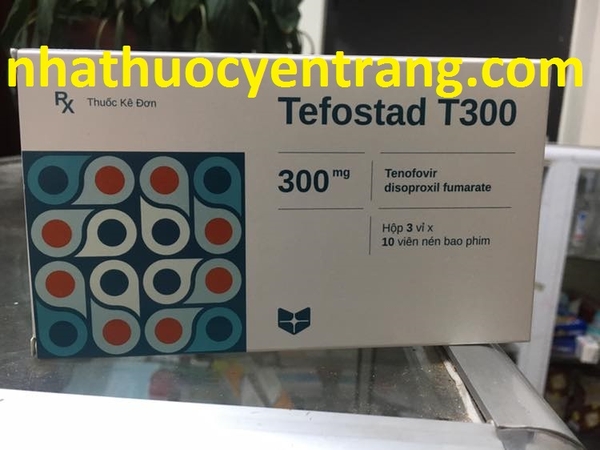 nhathuocyentrang.com
Rx Thuốc Kê Đơn
Tefostad T300
300 mg
Tenofovir
disoproxil fumarate
Hộp 3 vỉ x
10 viên nén bao phim